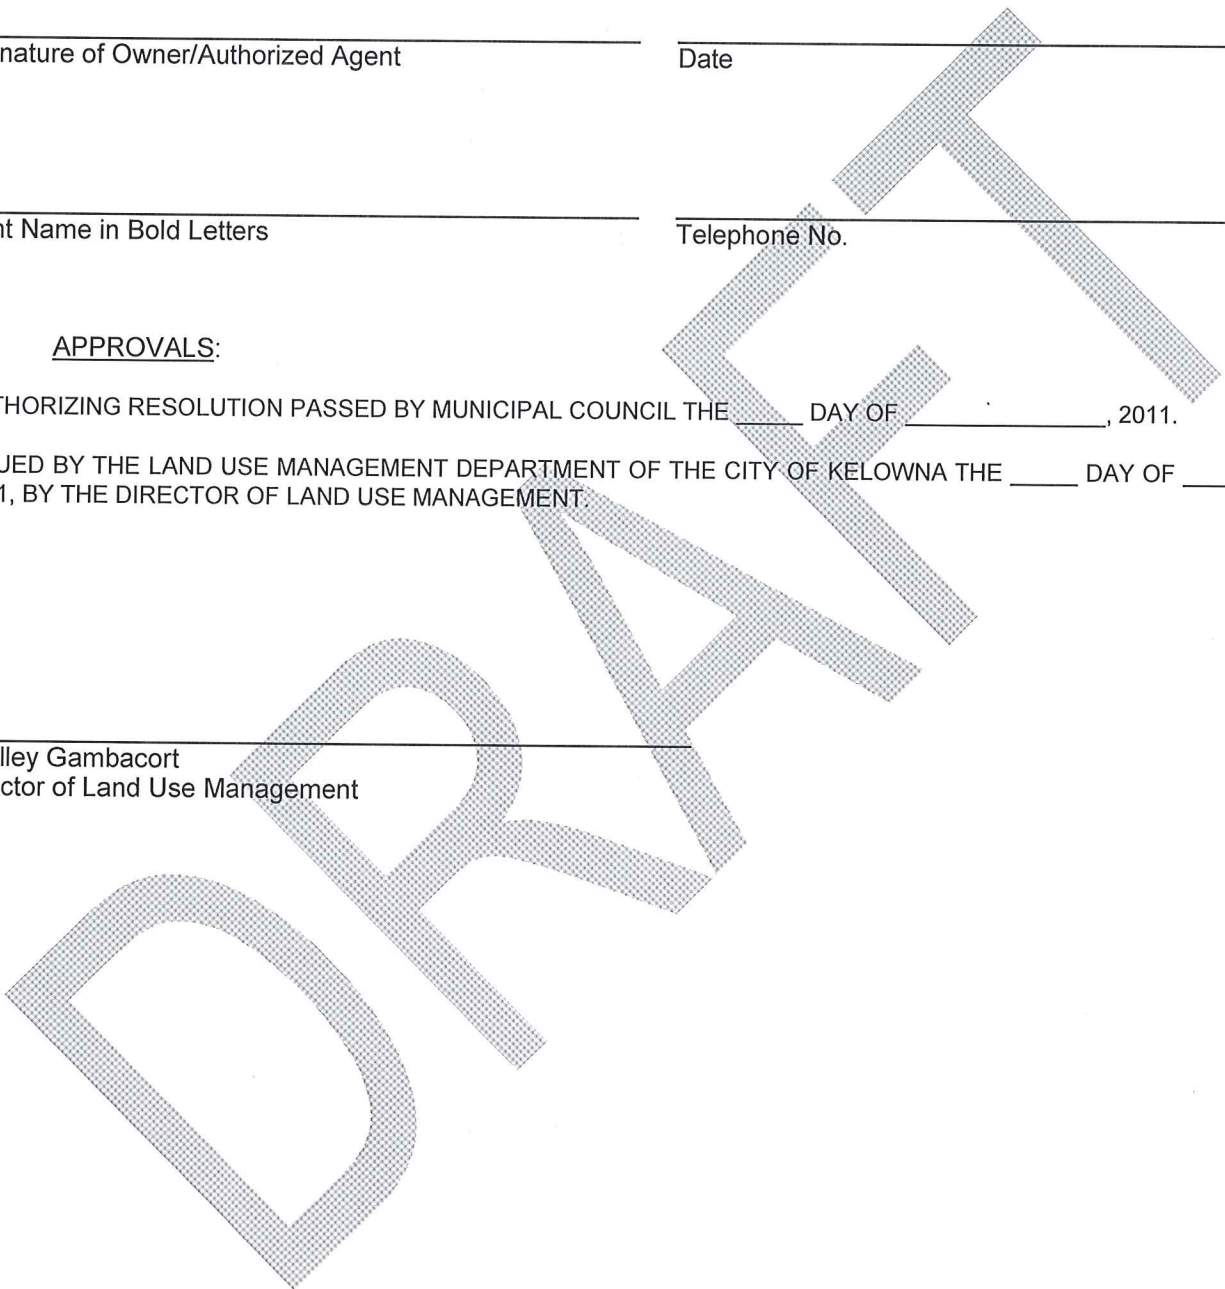 nature of Owner/Authorized Agent
Date
nt Name in Bold Letters
Telephone No.
APPROVALS:
THORIZING RESOLUTION PASSED BY MUNICIPAL COUNCIL THE _____ DAY OF _______________, 2011.
UED BY THE LAND USE MANAGEMENT DEPARTMENT OF THE CITY OF KELOWNA THE _____ DAY OF ___
1, BY THE DIRECTOR OF LAND USE MANAGEMENT.
lley Gambacort
ctor of Land Use Management
DRAFT